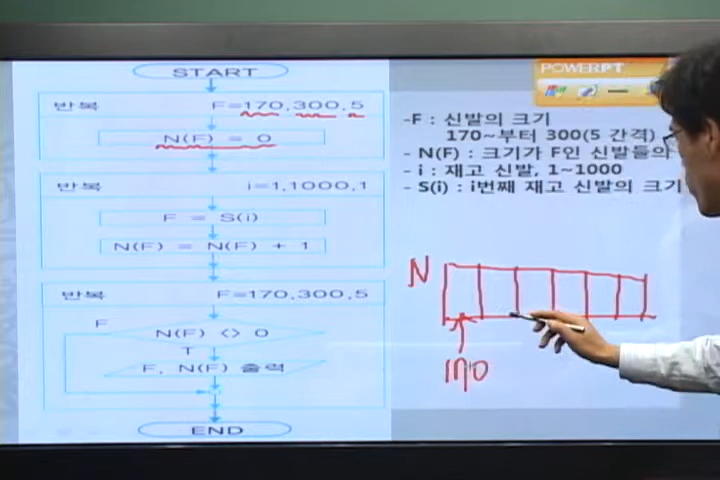 START
반복 F=170,300,5
N(F) = 0
반복 i=1,1000,1
F = S(i)
N(F) = N(F) + 1
반복 F=170,300,5
F
N(F) <> 0
T
F, N(F) 출력
END
POWERPT
-F : 신발의 크기
170~부터 300(5 간격)
- N(F) : 크기가 F인 신발들의
- i : 재고 신발, 1~1000
- S(i) : i번째 재고 신발의 크기
N
170